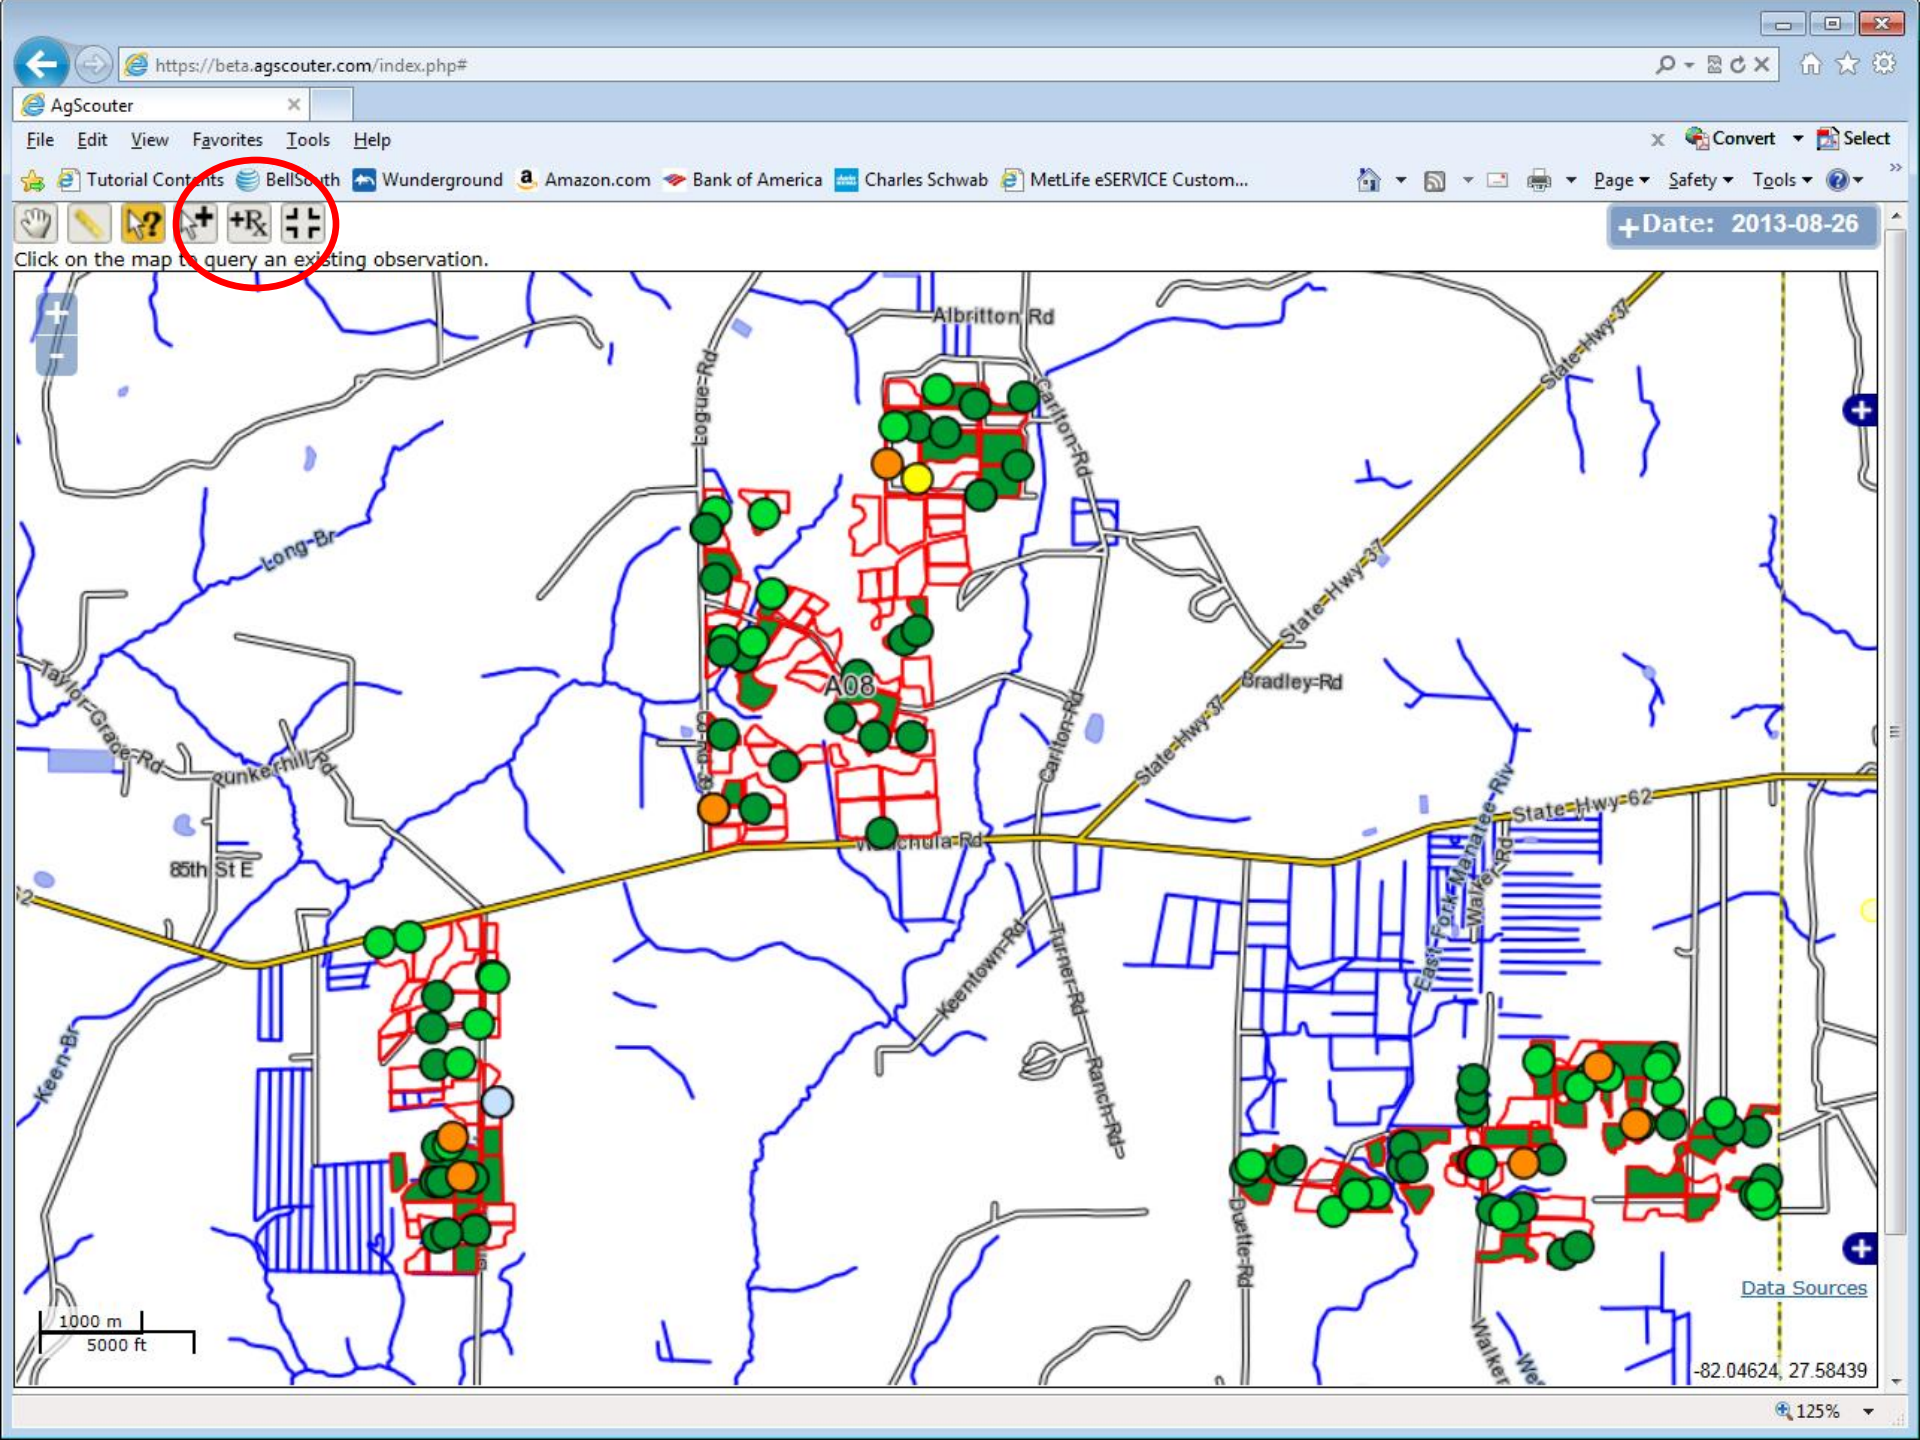 https://beta.agscouter.com/index.php#
AgScouter
File Edit View Favorites Tools Help
Convert Select
Tutorial Contents BellSouth Wunderground Amazon.com Bank of America Charles Schwab MetLife eSERVICE Custom...
Page Safety Tools
+Rx
+Date: 2013-08-26
Click on the map to query an existing observation.
Albritton Rd
State-Hwy-37
Logue-Rd
Carlton-Rd
Long-Br
State-Hwy-37
Taylor-Grace-Rd
A08
Bradley-Rd
State-Hwy-37
Carlton-Rd
State-Hwy-62
85th St E
East-Fork-Manatee-Riv
Walker-Rd
Keentown-Rd
Turner-Rd
Keen-Br
Ranch-Rd
Duette-Rd
Data Sources
1000 m
5000 ft
Walker
-82.04624, 27.58439
125%